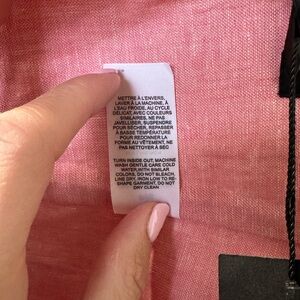 METTRE À L'ENVERS,
LAVER À LA MACHINE, À
L'EAU FROIDE, AU CYCLE
DÉLICAT, AVEC COULEURS
SIMILAIRES, NE PAS
JAVELLISER, SUSPENDRE
POUR SÉCHER, REPASSER
À BASSE TEMPÉRATURE
POUR REDONNER LA
FORME AU VÊTEMENT, NE
PAS NETTOYER À SEC
TURN INSIDE OUT, MACHINE
WASH GENTLE CARE COLD
WATER, WITH SIMILAR
COLORS, DO NOT BLEACH,
LINE DRY, IRON LOW TO RE-
SHAPE GARMENT, DO NOT
DRY CLEAN